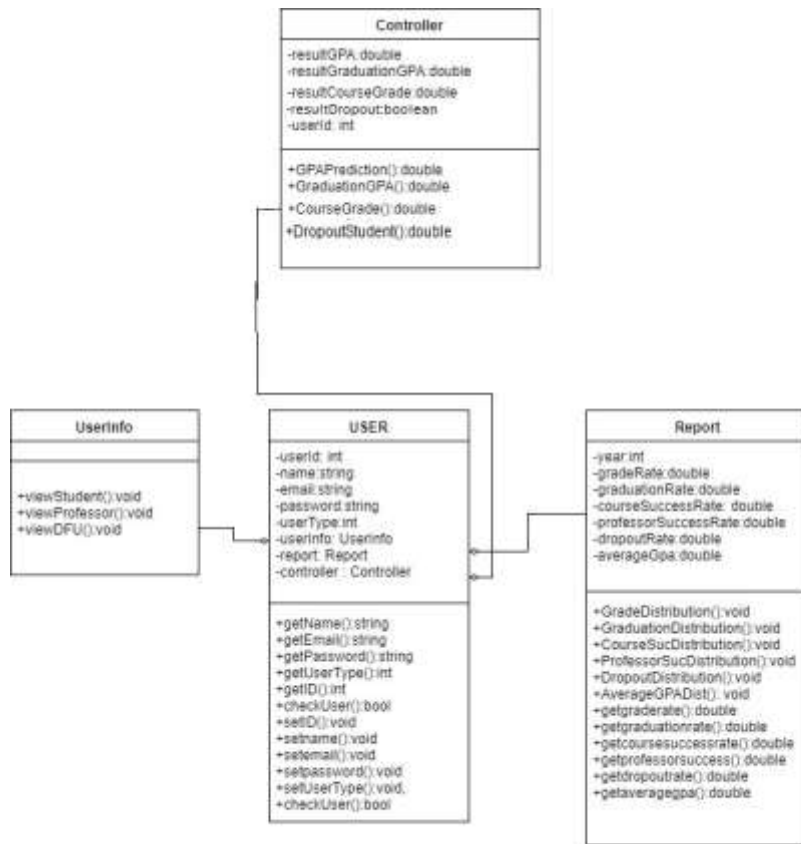 Controller
-resultGPA:double
-resultGraduationGPA:double
-resultCourseGrade:double
-resultDropout:boolean
-userId: int
+GPAPrediction():double
+GraduationGPA():double
+CourseGrade():double
+DropoutStudent():double
UserInfo
+viewStudent():void
+viewProfessor():void
+viewDFU():void
USER
-userId: int
-name:string
-email:string
-password:string
-userType:int
-userInfo: UserInfo
-report: Report
-controller : Controller
+getName():string
+getEmail():string
+getPassword():string
+getUserType():int
+getID():int
+checkUser():bool
+setID():void
+setname():void
+setemail():void
+setpassword():void
+setUserType():void,
+checkUser():bool
Report
-year:int
-gradeRate:double
-graduationRate:double
-courseSuccessRate: double
-professorSuccessRate:double
-dropoutRate:double
-averageGpa:double
+GradeDistribution():void
+GraduationDistribution():void
+CourseSucDistribution():void
+ProfessorSucDistribution():void
+DropoutDistribution():void
+AverageGPADist(): void
+getgraderate():double
+getgraduationrate():double
+getcoursesuccessrate():double
+getprofessorsuccess():double
+getdropoutrate():double
+getaveragegpa():double